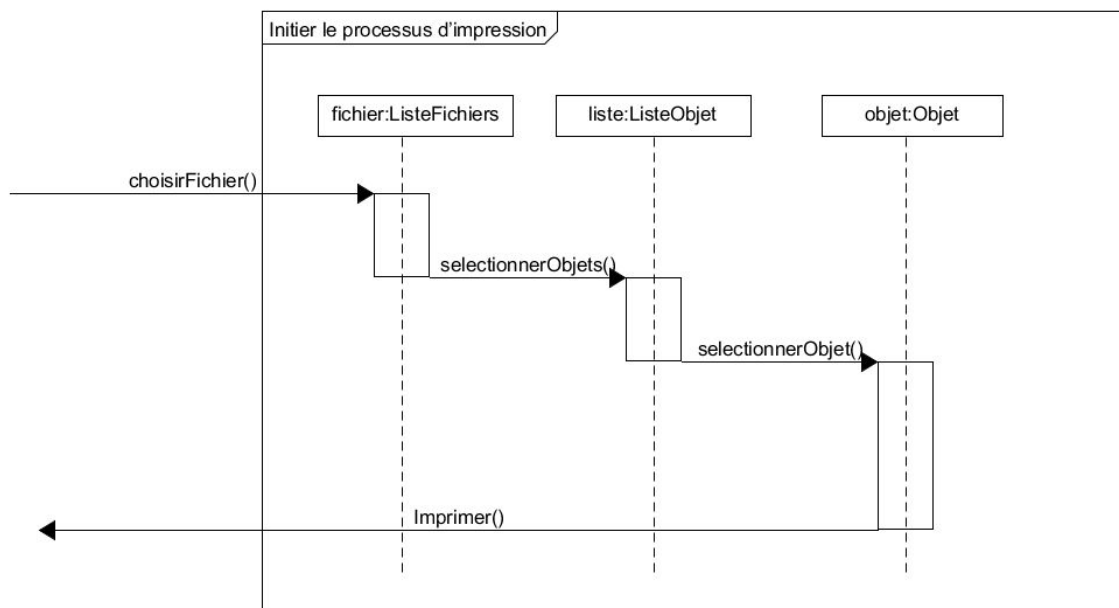 Initier le processus d'impression
fichier:ListeFichiers
liste:ListeObjet
objet:Objet
choisirFichier()
selectionnerObjets()
selectionnerObjet()
Imprimer()